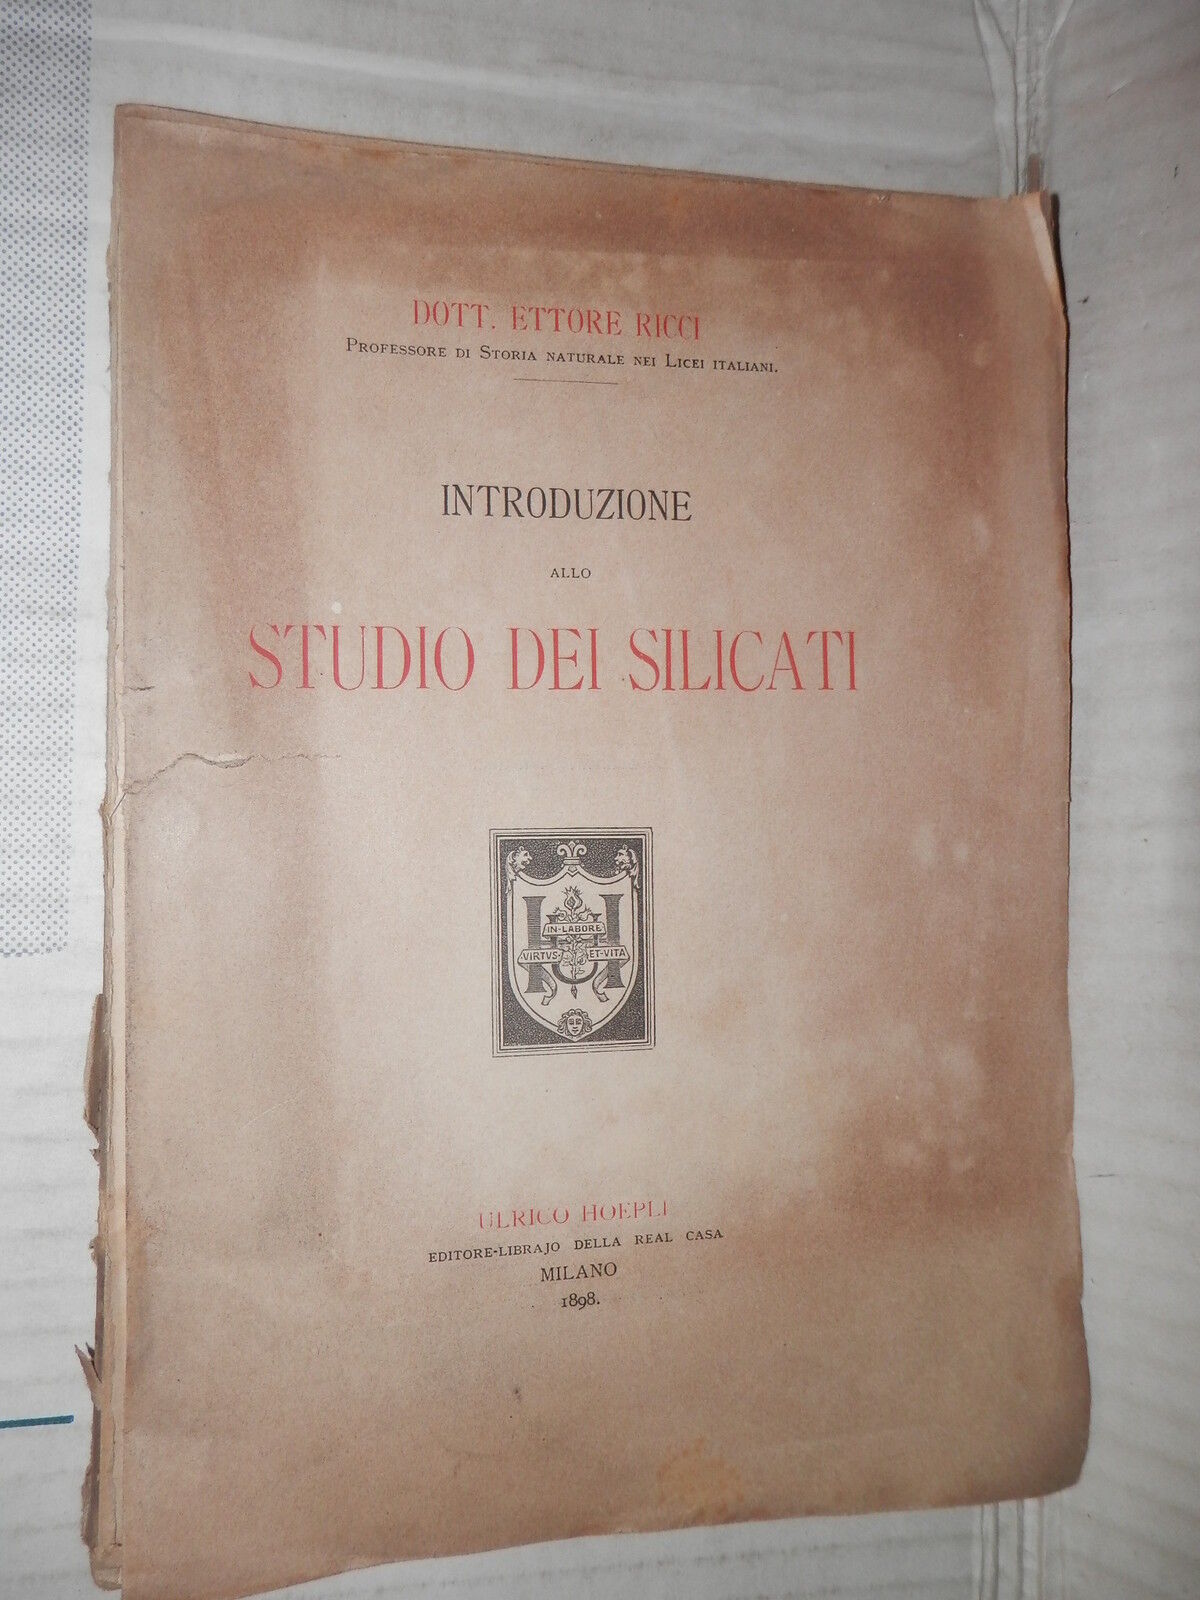 DOTT. ETTORE RICCI
PROFESSORE DI STORIA NATURALE NEI LICEI ITALIANI.
INTRODUZIONE
ALLO
STUDIO DEI SILICATI
IN·LABORE
VIRTVS· ET·VITA
ULRICO HOEPLI
EDITORE-LIBRAJO DELLA REAL CASA
MILANO
1898.